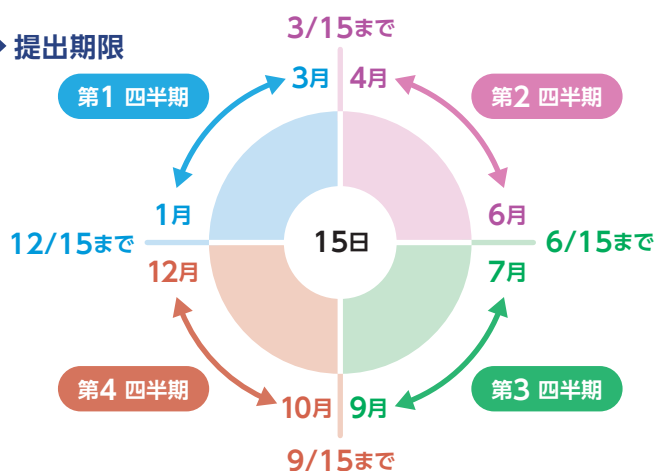 3/15まで
提出期限
3月
4月
第1 四半期
第2 四半期
1月
6月
12/15まで
15日
6/15まで
12月
7月
第4 四半期
第3 四半期
10月
9月
9/15まで